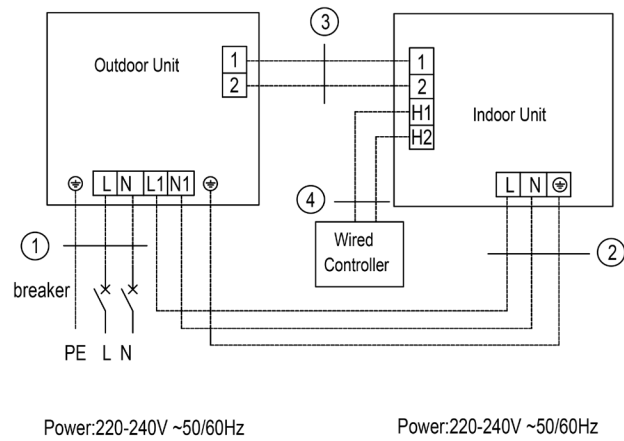 3
Outdoor Unit
1
2
1
2
H1
H2
Indoor Unit
L N L1 N1
L N
4
1
Wired
Controller
2
breaker
PE L N
Power:220-240V ~50/60Hz
Power:220-240V ~50/60Hz